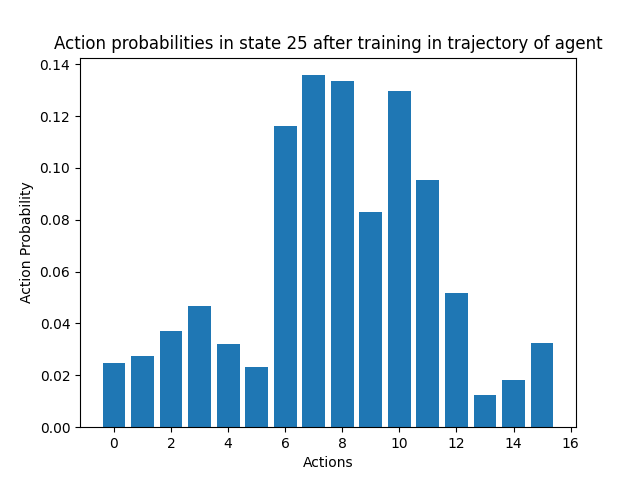 Action probabilities in state 25 after training in trajectory of agent
0.14
0.12
0.10
0.08
0.06
0.04
0.02
0.00
Action Probability
0 2 4 6 8 10 12 14 16
Actions